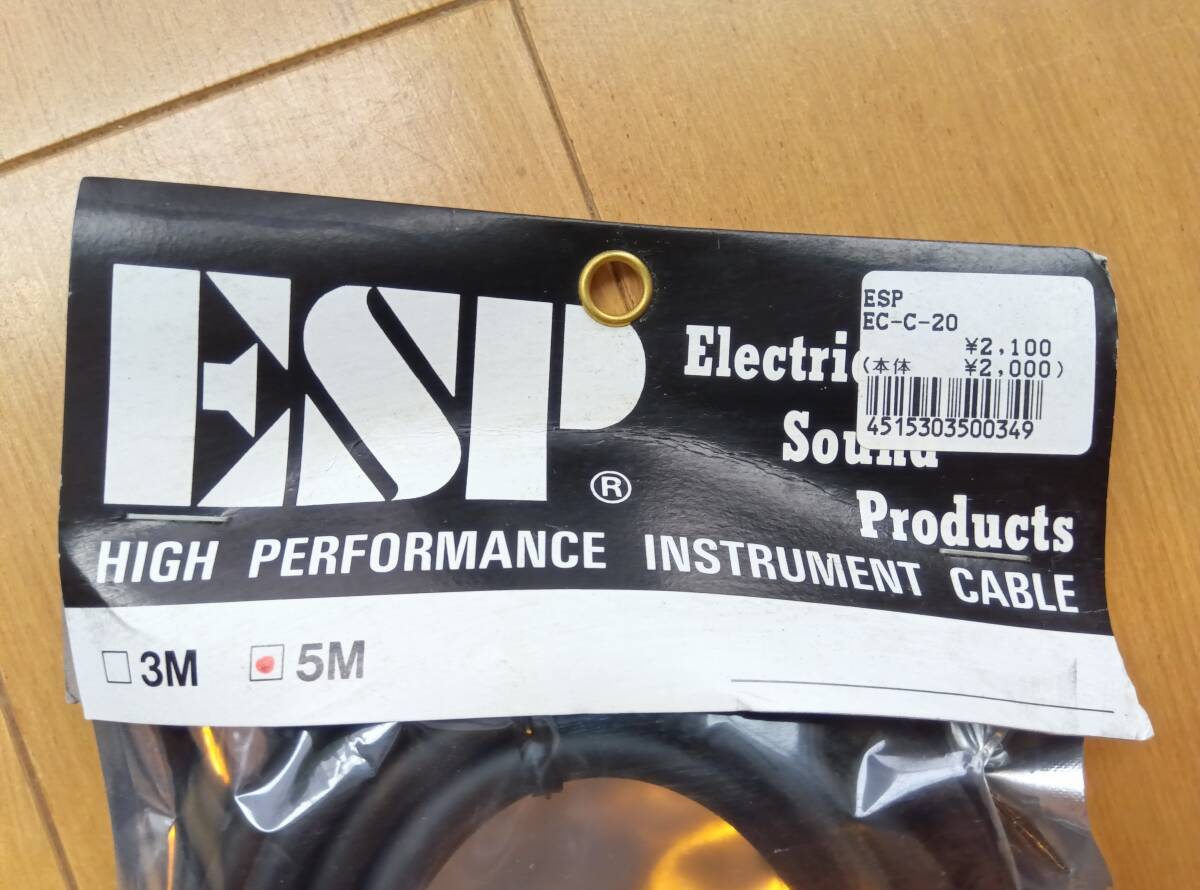 ESP®
Electric
Sound
Products
ESP
EC-C-20
¥2,100
(本体 ¥2,000)
4515303500349
HIGH PERFORMANCE INSTRUMENT CABLE
3M 5M